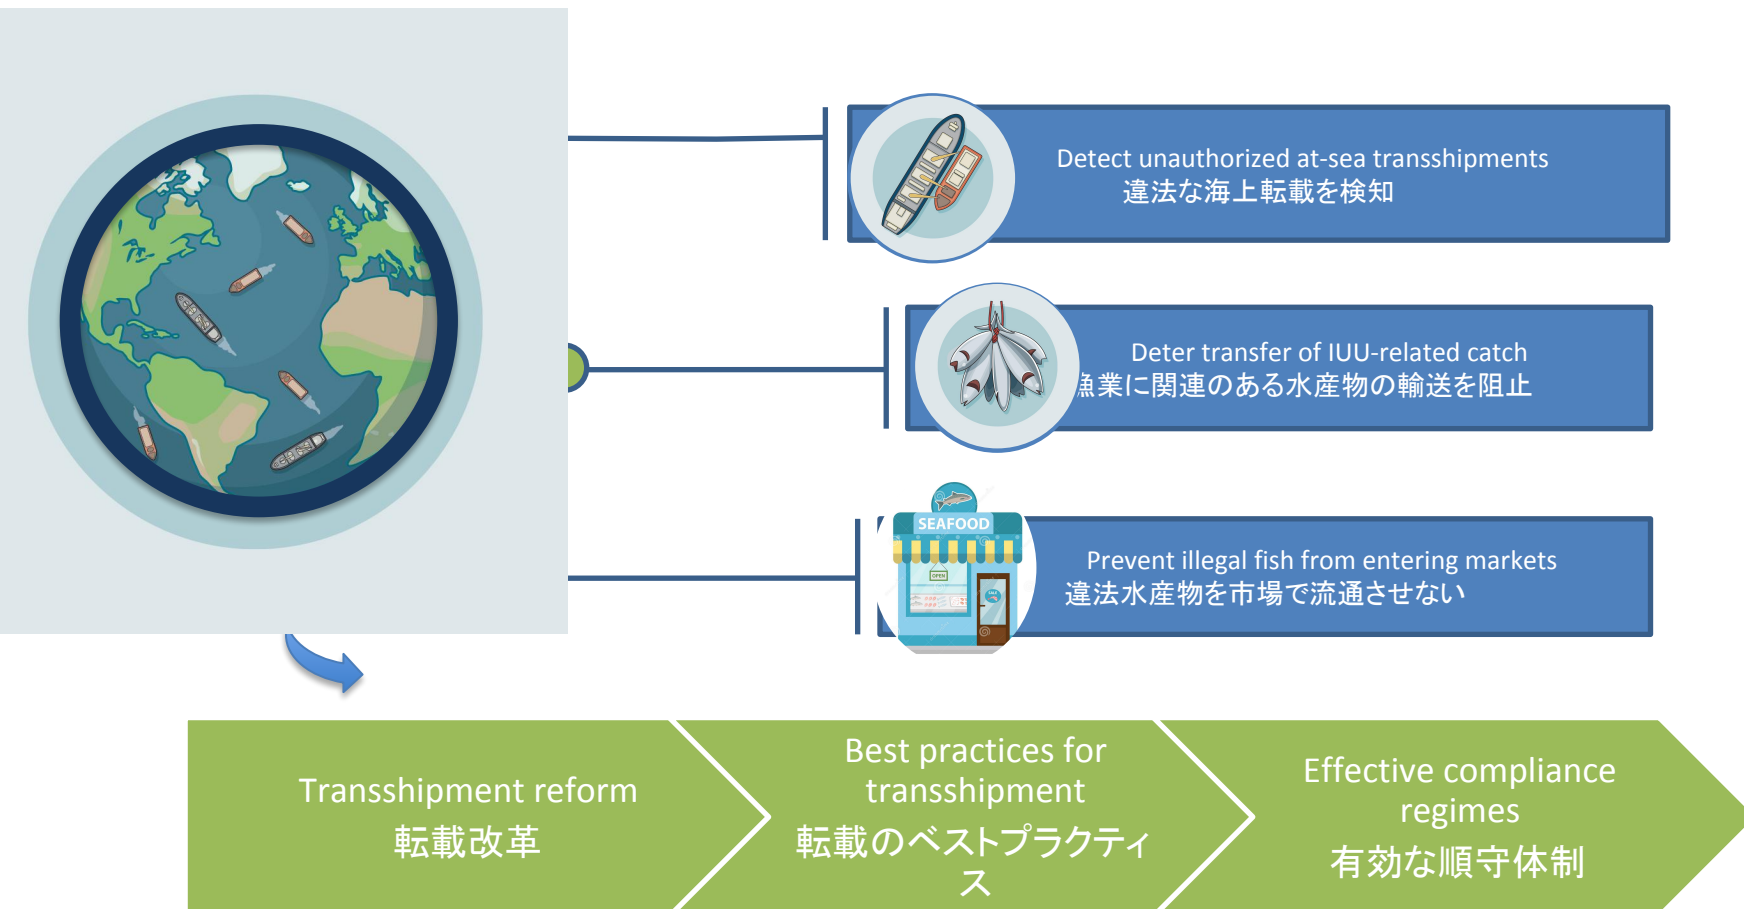 Detect unauthorized at-sea transshipments
違法な海上転載を検知
Deter transfer of IUU-related catch
漁業に関連のある水産物の輸送を阻止
SEAFOOD
OPEN
Prevent illegal fish from entering markets
違法水産物を市場で流通させない
Transshipment reform
転載改革
Best practices for
transshipment
転載のベストプラクティ
ス
Effective compliance
regimes
有効な順守体制